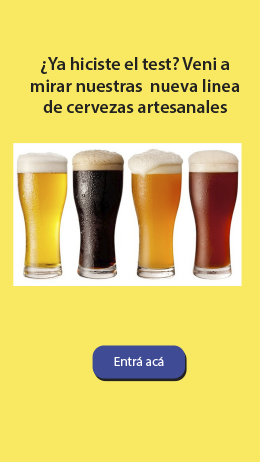 ¿Ya hiciste el test? Veni a
mirar nuestras  nueva linea
de cervezas artesanales
Entrá acá